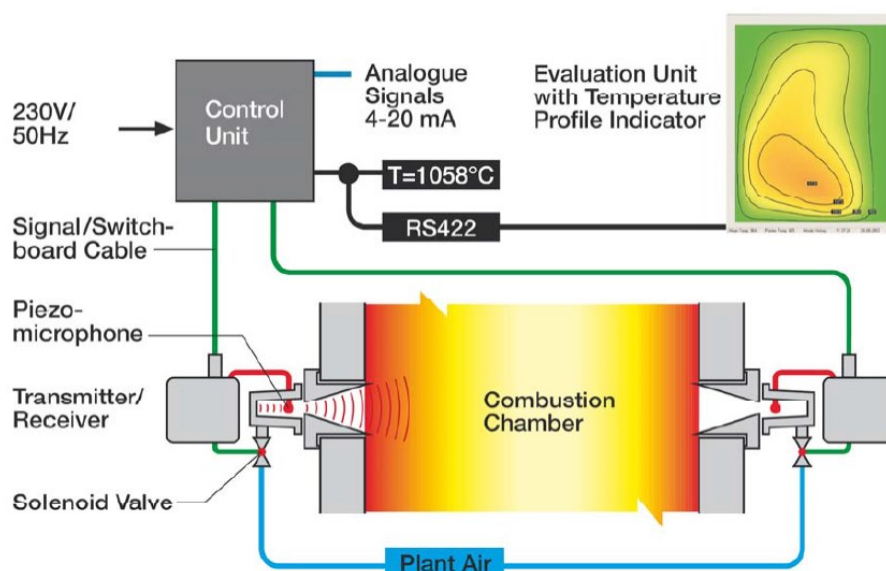 230V/
50Hz
Control
Unit
Analogue
Signals
4-20 mA
Evaluation Unit
with Temperature
Profile Indicator
T=1058°C
RS422
Signal/Switch-
board Cable
Piezo-
microphone
Transmitter/
Receiver
Solenoid Valve
Combustion
Chamber
Plant Air